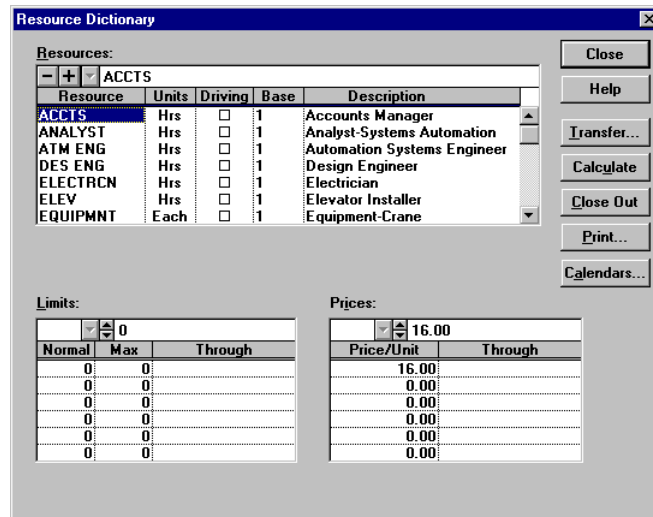 Resource Dictionary
Resources:
ACCTS
Resource Units Driving Base Description
ACCTS Hrs 1 Accounts Manager
ANALYST Hrs 1 Analyst-Systems Automation
ATM ENG Hrs 1 Automation Systems Engineer
DES ENG Hrs 1 Design Engineer
ELECTRCN Hrs 1 Electrician
ELEV Hrs 1 Elevator Installer
EQUIPMNT Each 1 Equipment-Crane
Close
Help
Transfer...
Calculate
Close Out
Print...
Calendars...
Limits:
0
Normal Max Through
0 0
0 0
0 0
0 0
0 0
0 0
Prices:
16.00
Price/Unit Through
16.00
0.00
0.00
0.00
0.00
0.00